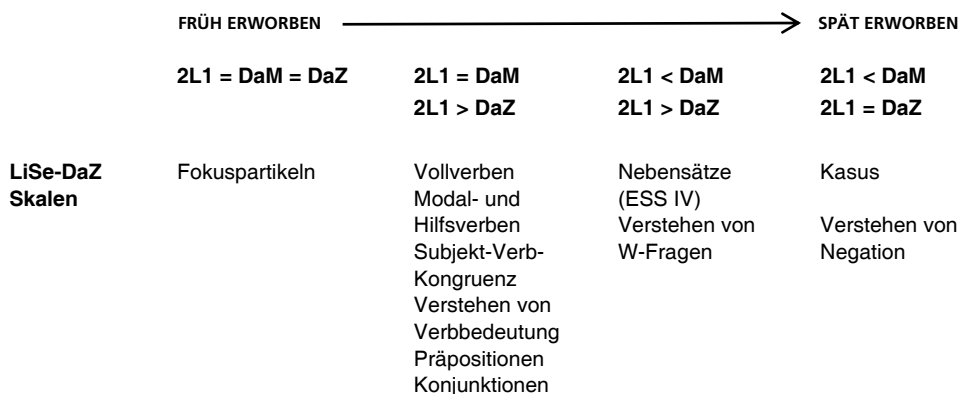 FRÜH ERWORBEN SPÄT ERWORBEN
2L1 = DaM = DaZ 2L1 = DaM 2L1 < DaM 2L1 < DaM
2L1 > DaZ 2L1 > DaZ 2L1 = DaZ
LiSe-DaZ Fokuspartikeln Vollverben Nebensätze Kasus
Skalen Modal- und (ESS IV)
Hilfsverben Verstehen von Verstehen von
Subjekt-Verb- W-Fragen Negation
Kongruenz
Verstehen von
Verbbedeutung
Präpositionen
Konjunktionen